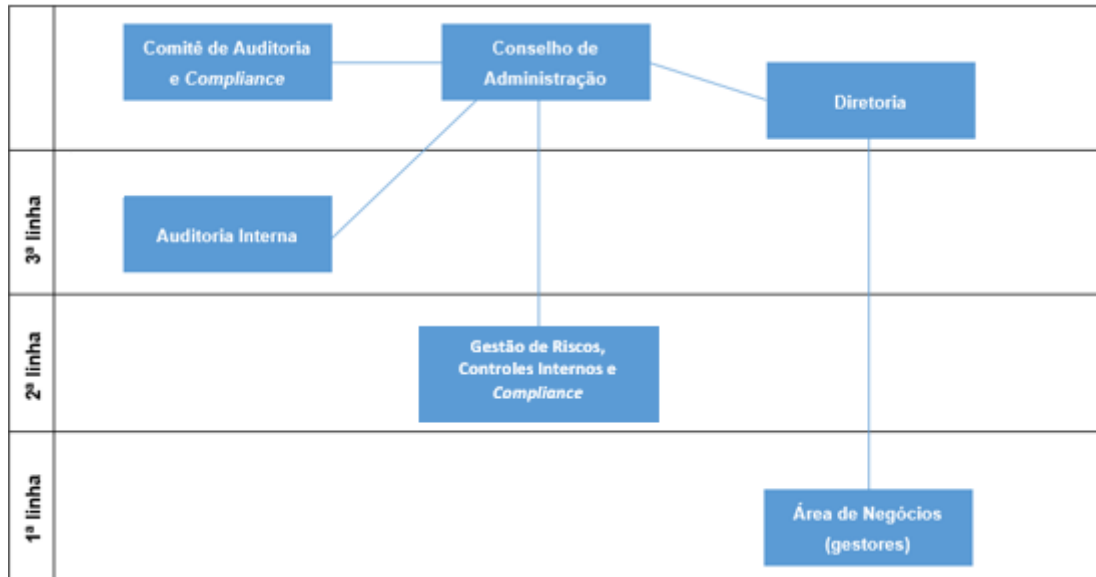 Comitê de Auditoria
e Compliance
Conselho de
Administração
Diretoria
3ª linha
Auditoria Interna
2ª linha
Gestão de Riscos,
Controles Internos e
Compliance
1ª linha
Área de Negócios
(gestores)